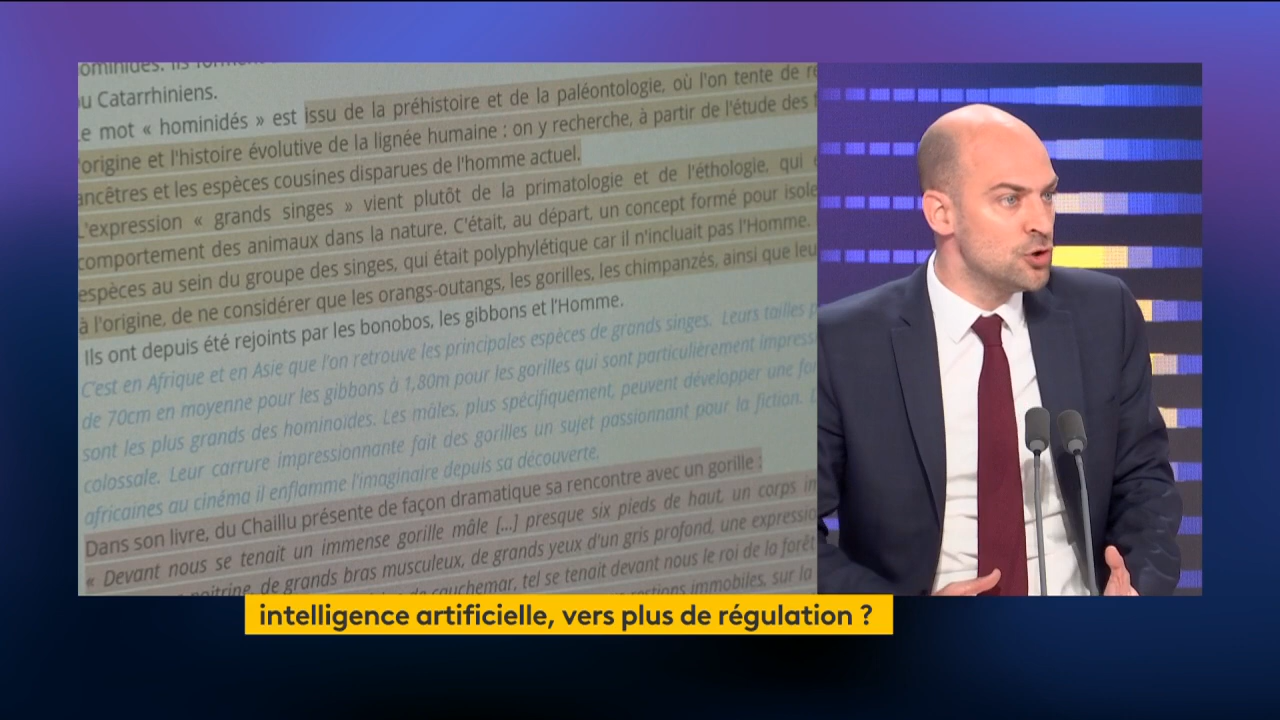 ominidés. Ils forment
ou Catarrhiniens.
Le mot « hominidés » est issu de la préhistoire et de la paléontologie, où l'on tente de
l'origine et l'histoire évolutive de la lignée humaine : on y recherche, à partir de l'étude des
ancêtres et les espèces cousines disparues de l'homme actuel.
L'expression « grands singes » vient plutôt de la primatologie et de l'éthologie, qui
comportement des animaux dans la nature. C'était, au départ, un concept formé pour isole
espèces au sein du groupe des singes, qui était polyphylétique car il n'incluait pas l'Homme.
à l'origine, de ne considérer que les orangs-outangs, les gorilles, les chimpanzés, ainsi que leu
Ils ont depuis été rejoints par les bonobos, les gibbons et l'Homme.
C'est en Afrique et en Asie que l'on retrouve les principales espèces de grands singes. Leurs tailles
de 70cm en moyenne pour les gibbons à 1,80m pour les gorilles qui sont particulièrement impress
sont les plus grands des hominoïdes. Les mâles, plus spécifiquement, peuvent développer une
colossale. Leur carrure impressionnante fait des gorilles un sujet passionnant pour la fiction.
africaines au cinéma il enflamme l'imaginaire depuis sa découverte.
Dans son livre, du Chaillu présente de façon dramatique sa rencontre avec un gorille :
« Devant nous se tenait un immense gorille mâle [...] presque six pieds de haut, un corps
poitrine, de grands bras musculeux, de grands yeux d'un gris profond, une expression
cauchemar, tel se tenait devant nous le roi de la forêt
immobiles, sur la
intelligence artificielle, vers plus de régulation ?